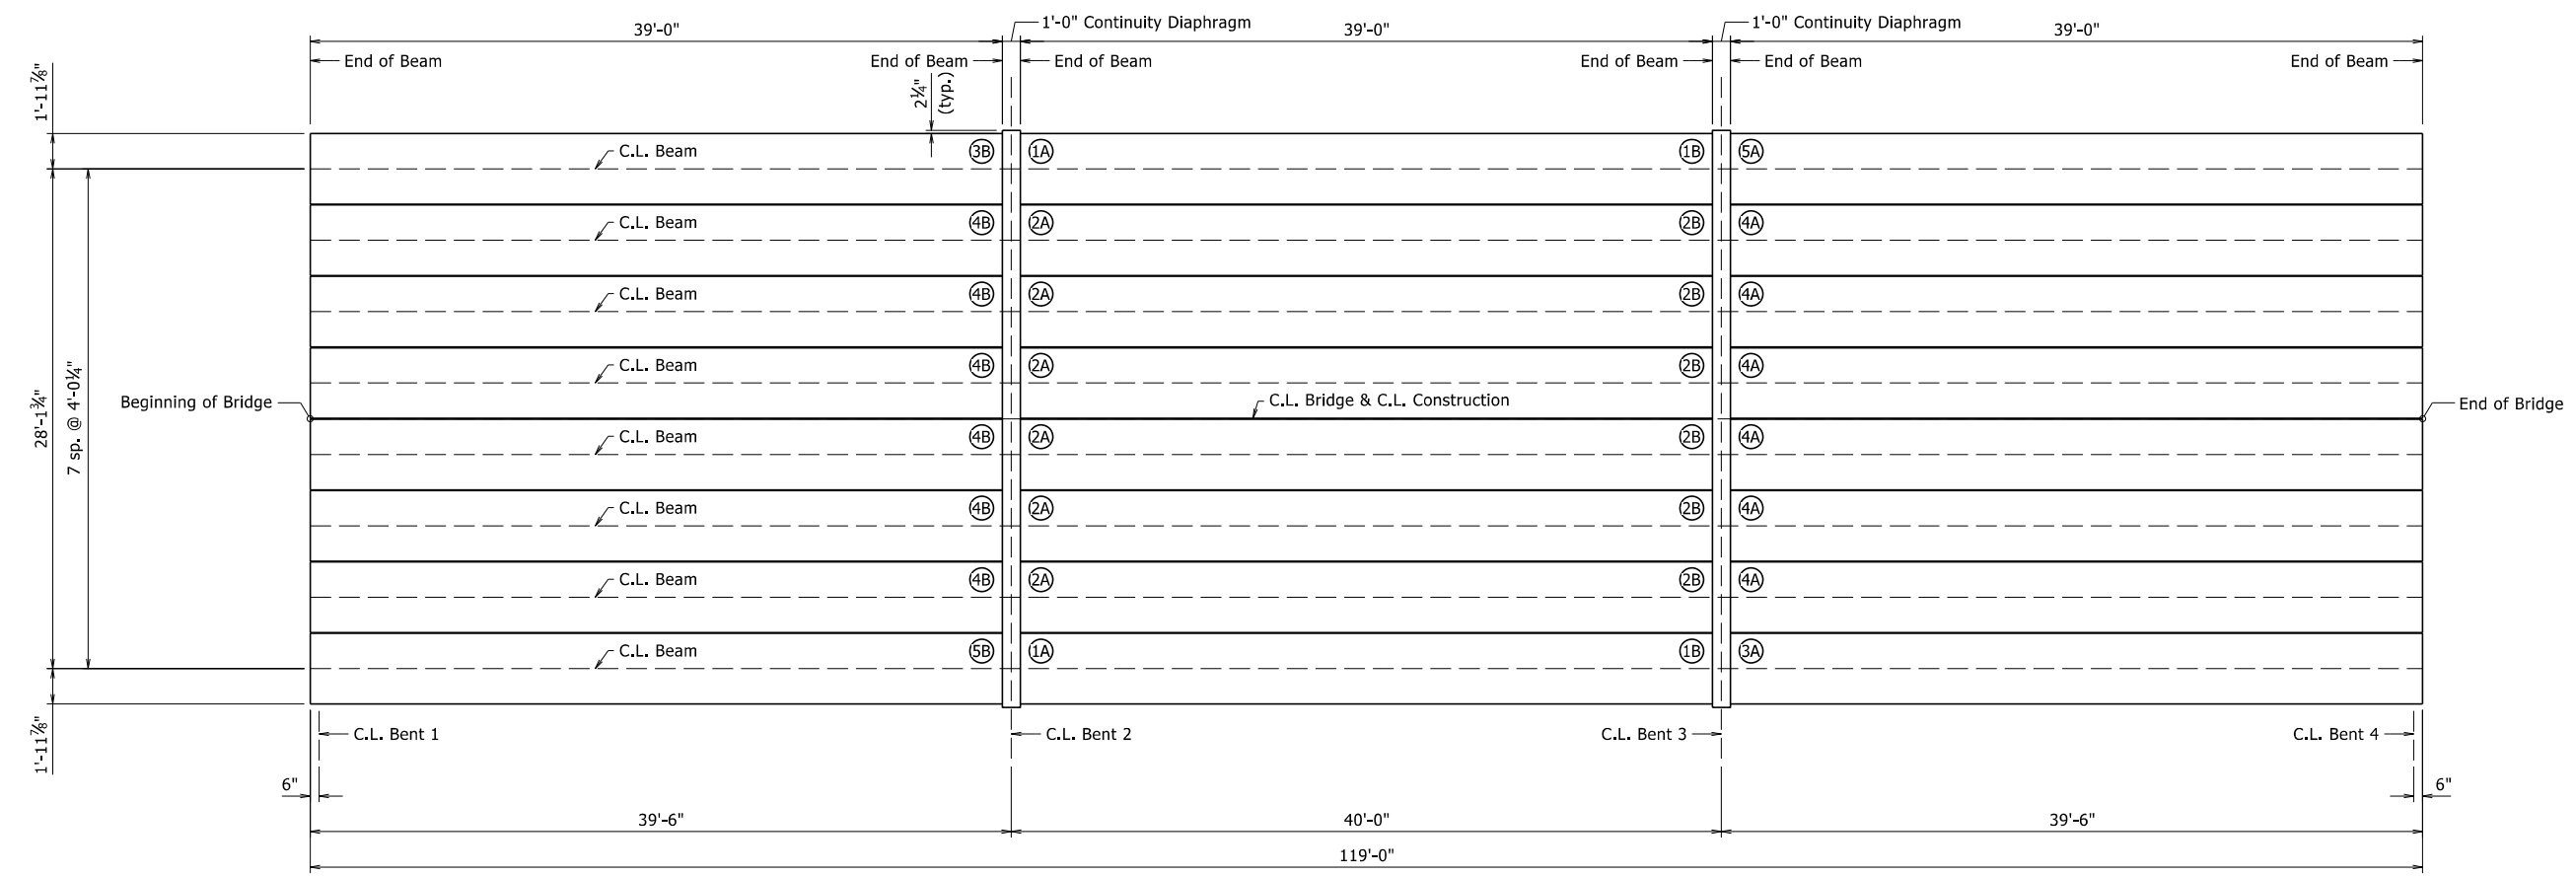 1'-0" Continuity Diaphragm
1'-0" Continuity Diaphragm
39'-0"
39'-0"
39'-0"
End of Beam
End of Beam
End of Beam
End of Beam
End of Beam
End of Beam
1'-11⅞"
2¼"
(typ.)
C.L. Beam
3B
1A
1B
5A
C.L. Beam
4B
2A
2B
4A
C.L. Beam
4B
2A
2B
4A
C.L. Beam
4B
2A
2B
4A
Beginning of Bridge
C.L. Bridge & C.L. Construction
End of Bridge
28'-1¾"
7 sp. @ 4'-0¼"
C.L. Beam
4B
2A
2B
4A
C.L. Beam
4B
2A
2B
4A
C.L. Beam
4B
2A
2B
4A
C.L. Beam
5B
1A
1B
3A
1'-11⅞"
C.L. Bent 1
C.L. Bent 2
C.L. Bent 3
C.L. Bent 4
6"
6"
39'-6"
40'-0"
39'-6"
119'-0"